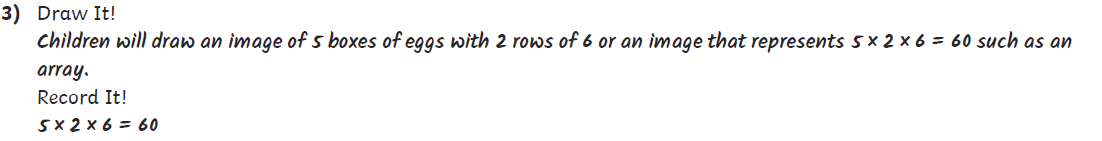 3) Draw It!
Children will draw an image of 5 boxes of eggs with 2 rows of 6 or an image that represents 5 × 2 × 6 = 60 such as an
array.
Record It!
5 × 2 × 6 = 60